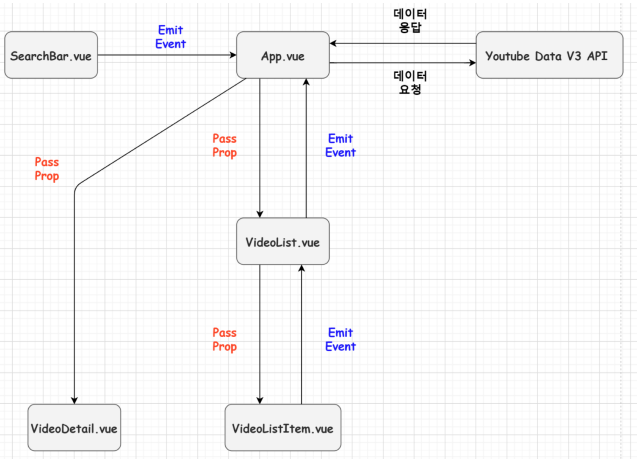 데이터
응답
Emit
Event
SearchBar.vue
App.vue
Youtube Data V3 API
데이터
요청
Pass
Prop
Emit
Event
Pass
Prop
VideoList.vue
Pass
Prop
Emit
Event
VideoDetail.vue
VideoListItem.vue